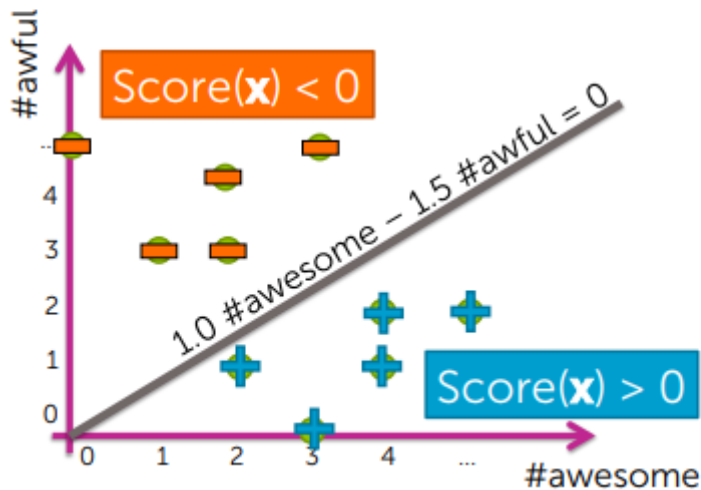 #awful
Score(x) < 0
1.0 #awesome – 1.5 #awful = 0
...
4
3
2
1
0
Score(x) > 0
0 1 2 3 4 ...
#awesome